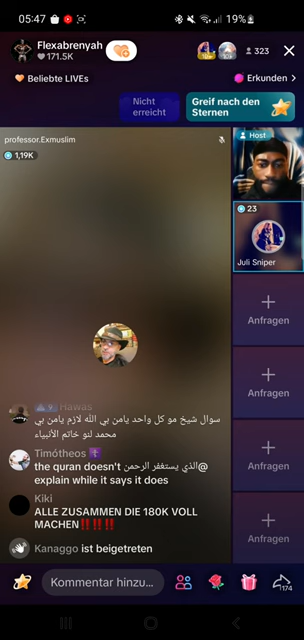 05:47
19%
Flexabrenyah
171.5K
323
Beliebte LIVEs
Erkunden >
Nicht
erreicht
Greif nach den
Sternen
professor.Exmuslim
1,19K
Host
23
Juli Sniper
Anfragen
Anfragen
Anfragen
Anfragen
9 Hawas
سوال شيخ مو كل واحد يامن بي الله لازم يامن بي
محمد لنو خاتم الأنبياء
Timótheos
@الذي يستغفر الرحمن the quran doesn't
explain while it says it does
Kiki
ALLE ZUSAMMEN DIE 180K VOLL
MACHEN‼️‼️‼️
Kanaggo ist beigetreten
Kommentar hinzu...
174